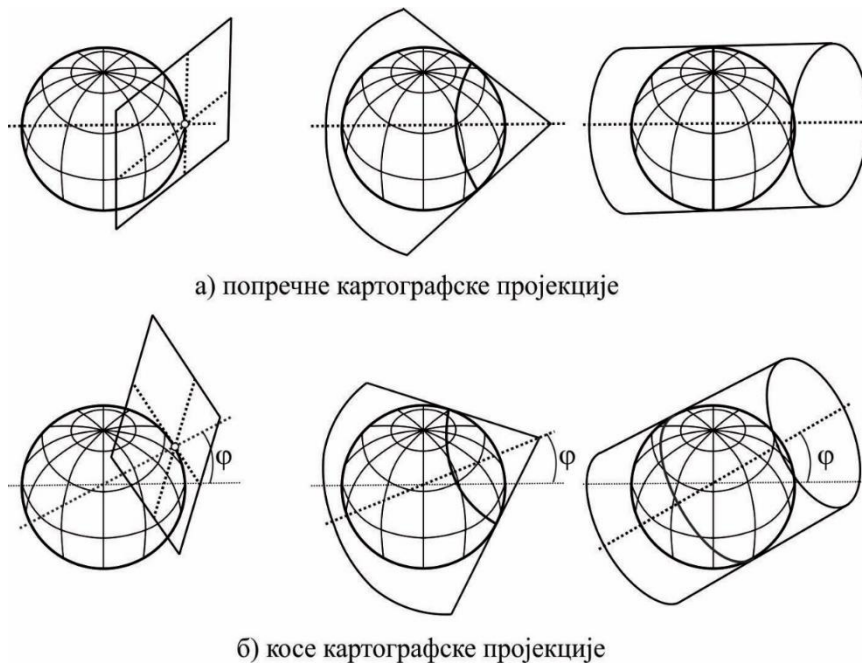 а) попречне картографске пројекције
φ φ φ
б) косе картографске пројекције